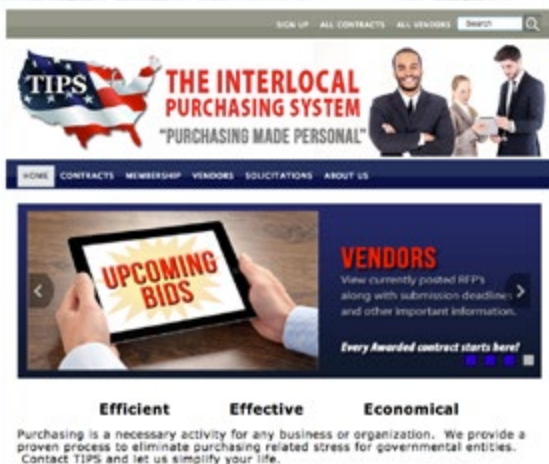 SIGN UP ALL CONTRACTS ALL VENDORS Search
TIPS
THE INTERLOCAL
PURCHASING SYSTEM
"PURCHASING MADE PERSONAL"
HOME CONTRACTS MEMBERSHIP VENDORS SOLICITATIONS ABOUT US
UPCOMING
BIDS
VENDORS
View currently posted RFP's
along with submission deadlines
and other important information.
Every Awarded contract starts here!
Efficient Effective Economical
Purchasing is a necessary activity for any business or organization. We provide a
proven process to eliminate purchasing related stress for governmental entities.
Contact TIPS and let us simplify your life.